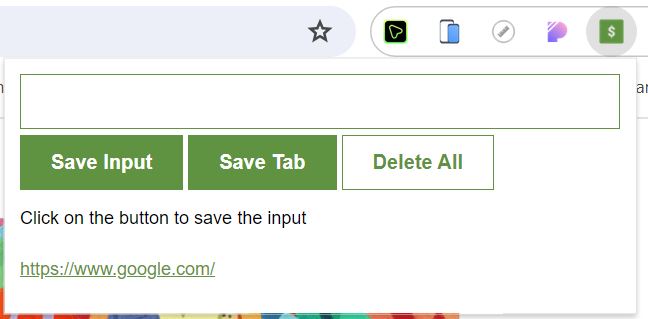 $
Save Input Save Tab Delete All
Click on the button to save the input
https://www.google.com/